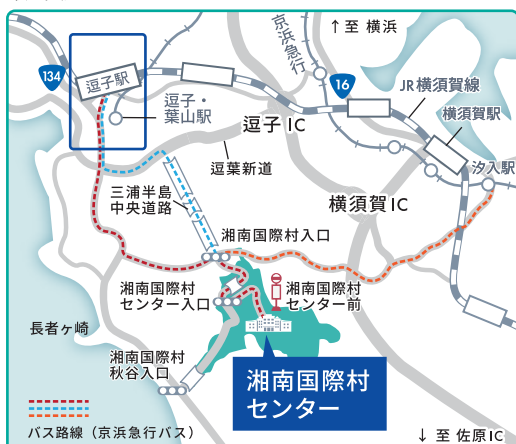 ↑至 横浜
京浜急行
134
逗子駅
16
JR横須賀線
逗子・
葉山駅
横須賀駅
逗子IC
汐入駅
逗葉新道
三浦半島
中央道路
横須賀IC
湘南国際村入口
湘南国際村
センター入口
湘南国際村
センター前
長者ヶ崎
湘南国際村
秋谷入口
湘南国際村
センター
バス路線（京浜急行バス）
↓ 至 佐原IC